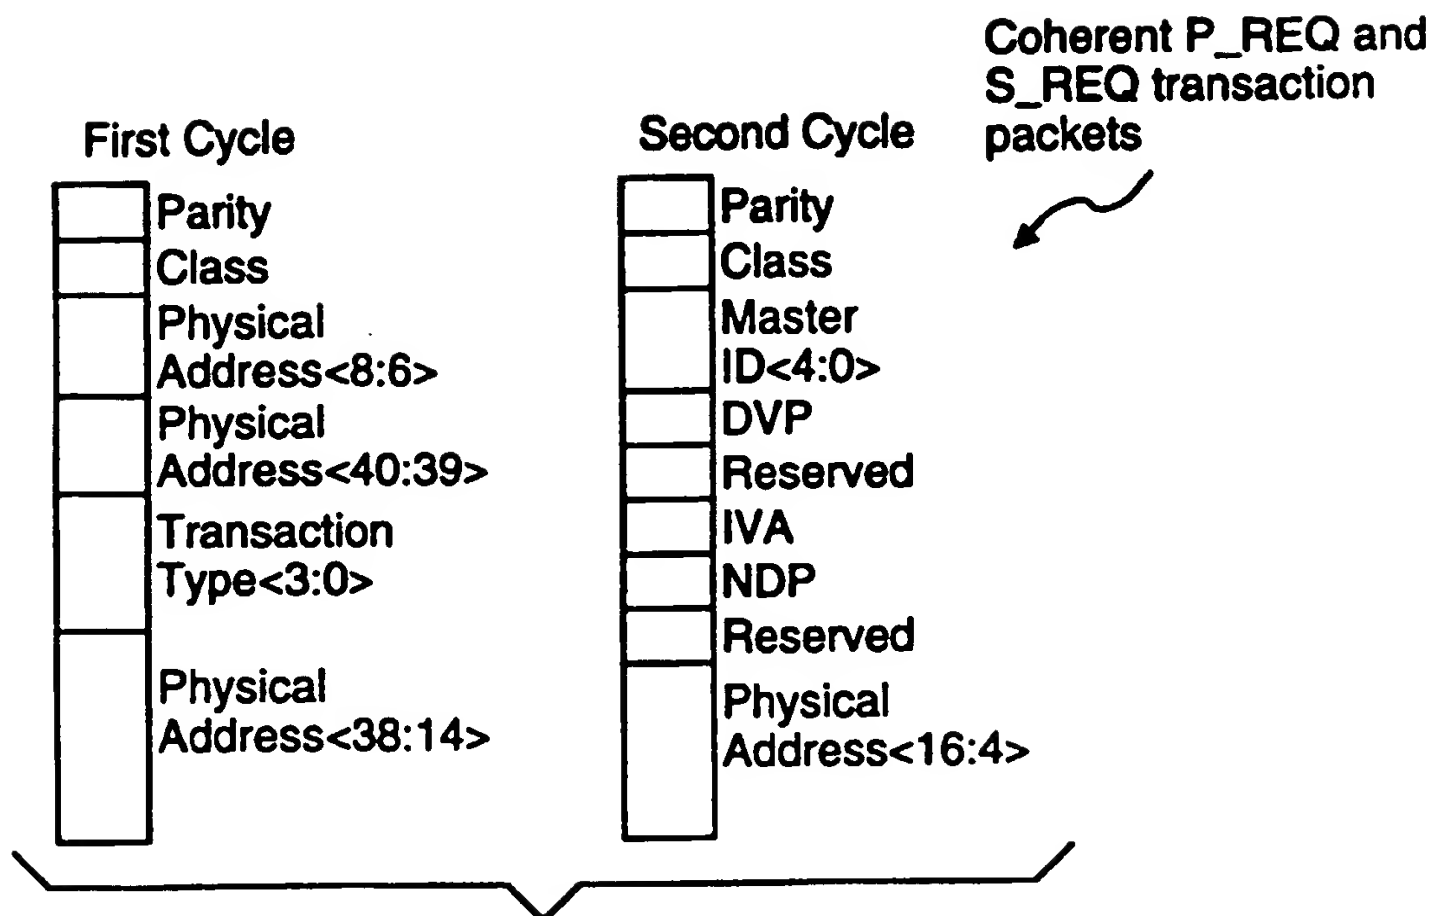 Coherent P_REQ and
S_REQ transaction
packets
First Cycle
Parity
Class
Physical
Address<8:6>
Physical
Address<40:39>
Transaction
Type<3:0>
Physical
Address<38:14>
Second Cycle
Parity
Class
Master
ID<4:0>
DVP
Reserved
IVA
NDP
Reserved
Physical
Address<16:4>